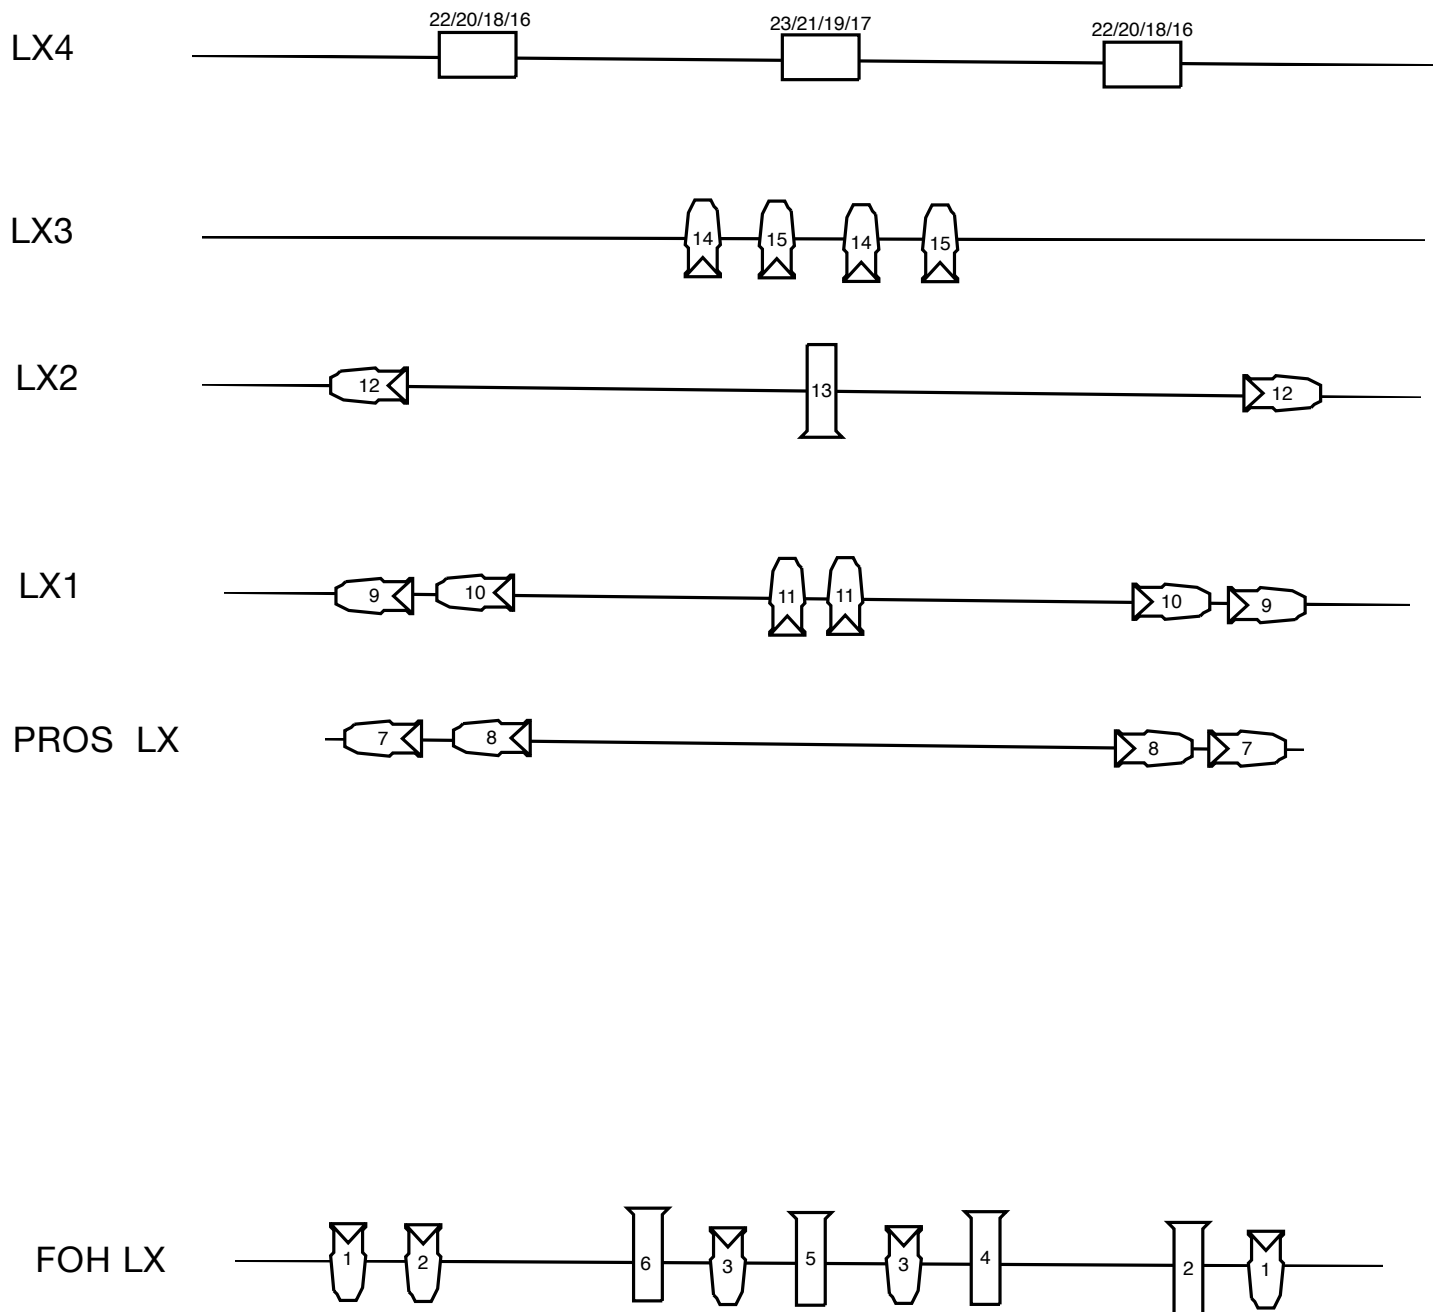 22/20/18/16 23/21/19/17 22/20/18/16
LX4
LX3 14 15 14 15
LX2 12 13 12
LX1 9 10 11 11 10 9
PROS LX 7 8 8 7
FOH LX 1 2 6 3 5 3 4 2 1